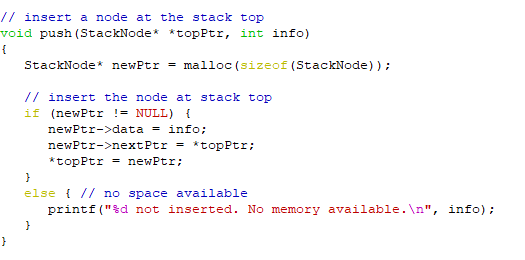 // insert a node at the stack top
void push(StackNode* *topPtr, int info)
{
   StackNode* newPtr = malloc(sizeof(StackNode));

   // insert the node at stack top
   if (newPtr != NULL) {
      newPtr->data = info;
      newPtr->nextPtr = *topPtr;
      *topPtr = newPtr;
   }
   else { // no space available
      printf("%d not inserted. No memory available.\n", info);
   }
}